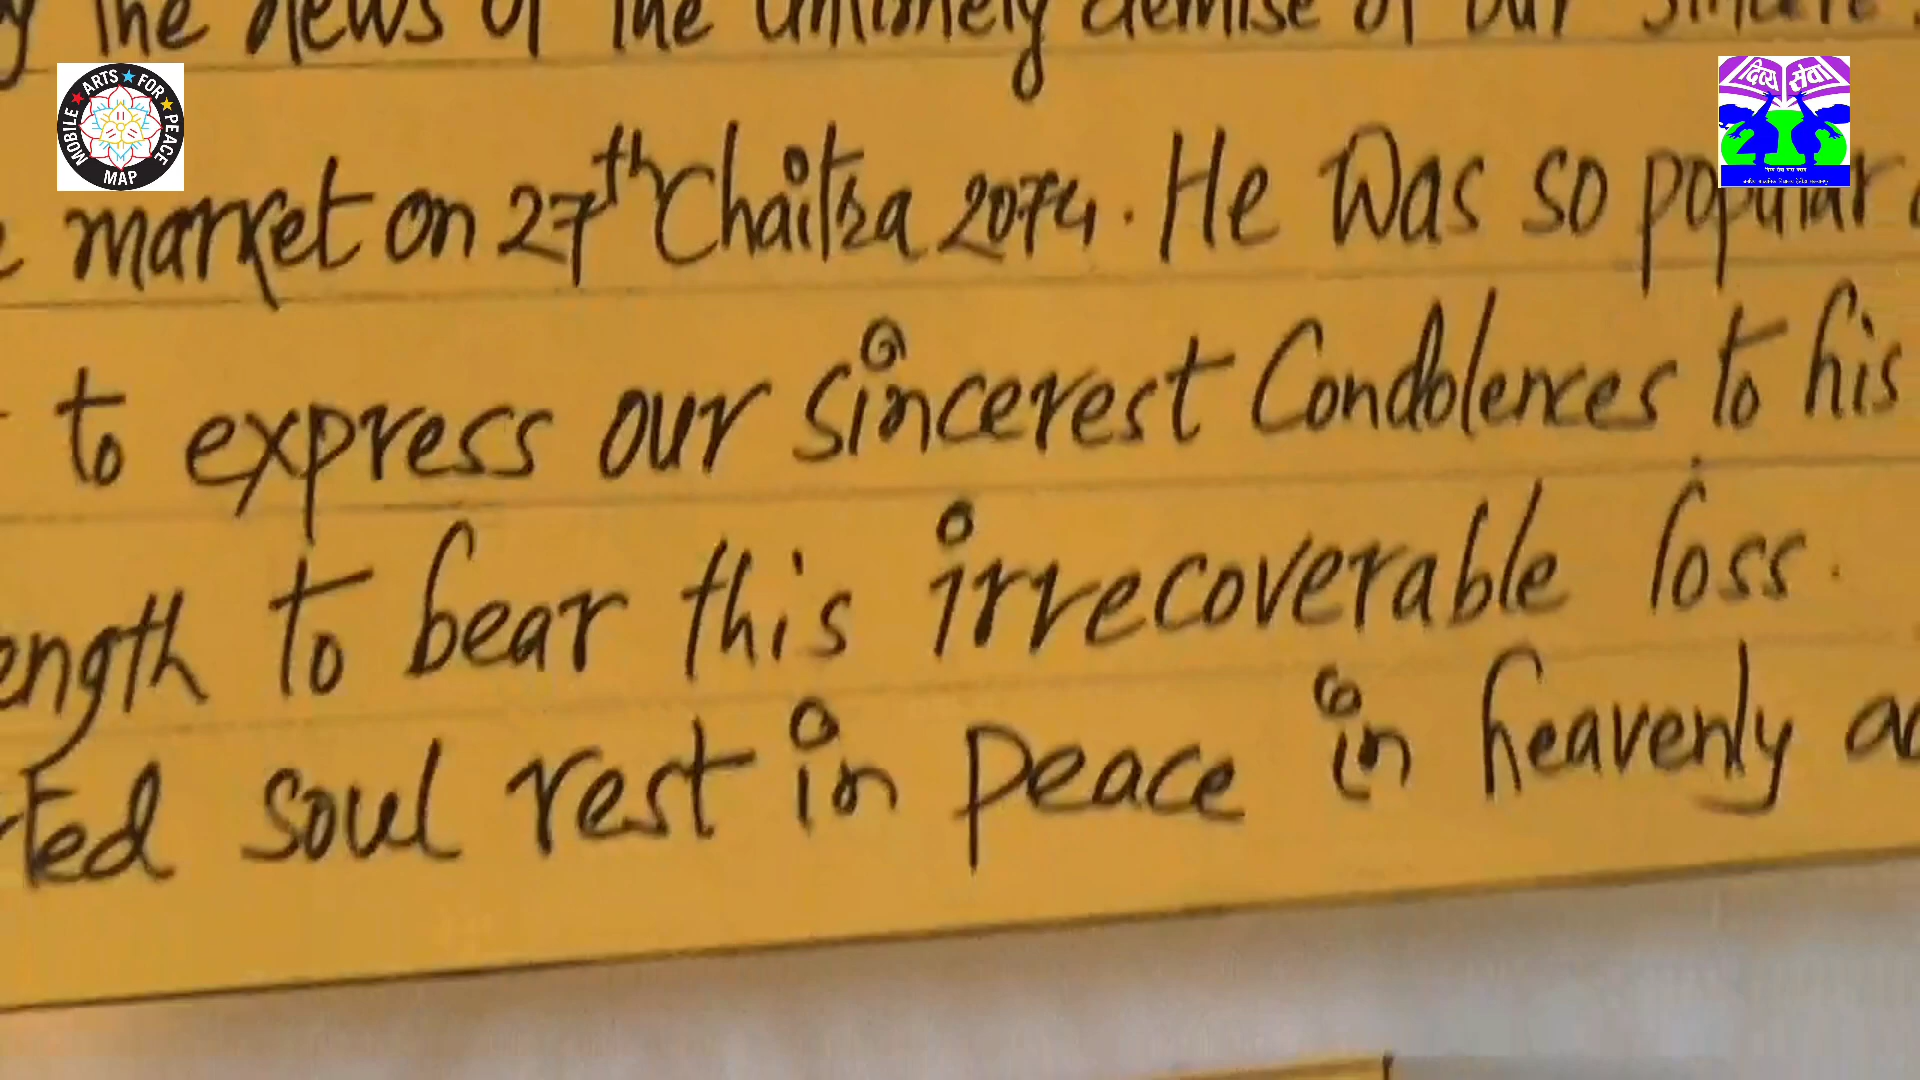 the news of the untimely demise of our sincere
market on 27th Chaitra 2074. He was so popular
to express our sincerest Condolences to his
ength to bear this irrecoverable loss.
ted soul rest in peace in heavenly
MOBILE ★ ARTS ★ FOR ★ PEACE
MAP
दिव्य सेवा